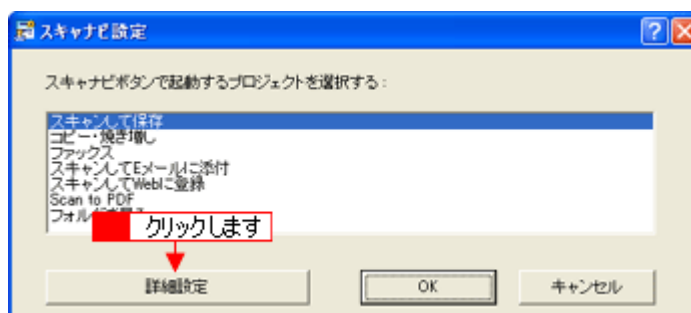 スキャナビ設定
スキャナビボタンで起動するプロジェクトを選択する:
スキャンして保存
コピー・焼き増し
ファックス
スキャンしてEメールに添付
スキャンしてWebに登録
Scan to PDF
クリックします
詳細設定
OK
キャンセル